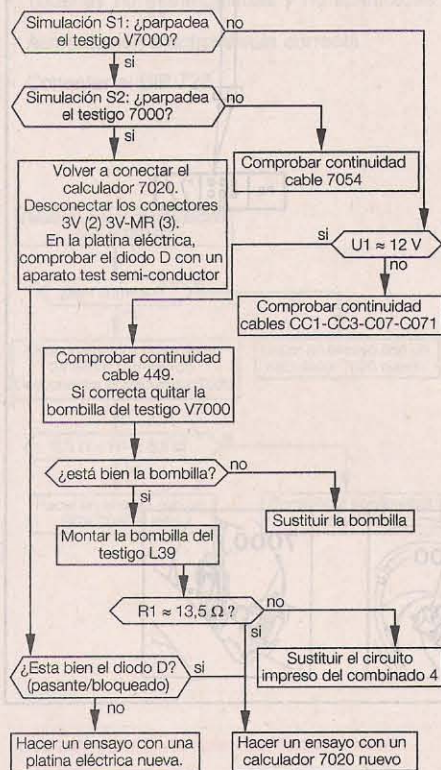 Simulación S1: ¿parpadea
el testigo V7000?
no
si
Simulación S2: ¿parpadea
el testigo 7000?
no
si
Volver a conectar el
calculador 7020.
Desconectar los conectores
3V (2) 3V-MR (3).
En la platina eléctrica,
comprobar el diodo D con un
aparato test semi-conductor
Comprobar continuidad
cable 7054
si
U1 ≈ 12 V
no
Comprobar continuidad
cables CC1-CC3-C07-C071
Comprobar continuidad
cable 449.
Si correcta quitar la
bombilla del testigo V7000
¿está bien la bombilla?
no
si
Sustituir la bombilla
Montar la bombilla del
testigo L39
R1 ≈ 13,5 Ω ?
no
si
Sustituir el circuito
impreso del combinado 4
¿Esta bien el diodo D?
(pasante/bloqueado)
si
no
Hacer un ensayo con una
platina eléctrica nueva.
Hacer un ensayo con un
calculador 7020 nuevo